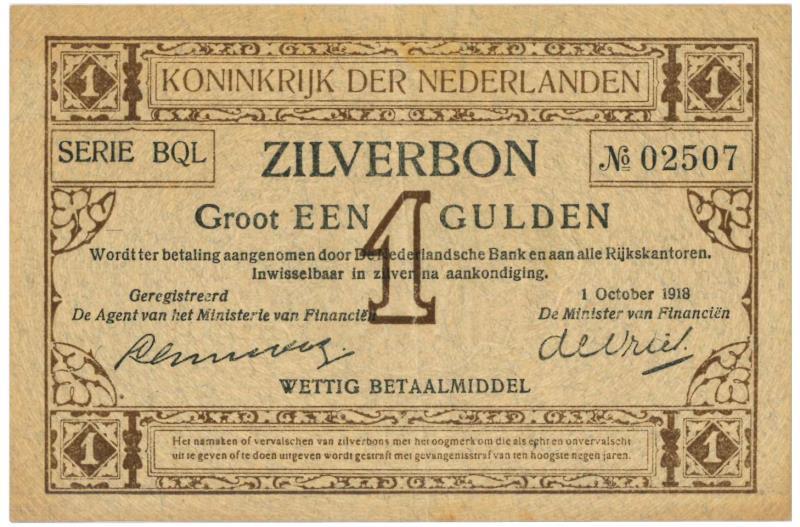 1 KONINKRIJK DER NEDERLANDEN 1
SERIE BQL ZILVERBON № 02507
Groot EEN 1 GULDEN
Wordt ter betaling aangenomen door De Nederlandsche Bank en aan alle Rijkskantoren.
Inwisselbaar in zilver na aankondiging.
Geregistreerd 1 October 1918
De Agent van het Ministerie van Financiën De Minister van Financiën
de Vries.
WETTIG BETAALMIDDEL
1 Het namaken of vervalschen van zilverbons met het oogmerk om die als echt en onvervalscht 1
uit te geven of te doen uitgeven wordt gestraft met gevangenisstraf van ten hoogste negen jaren.